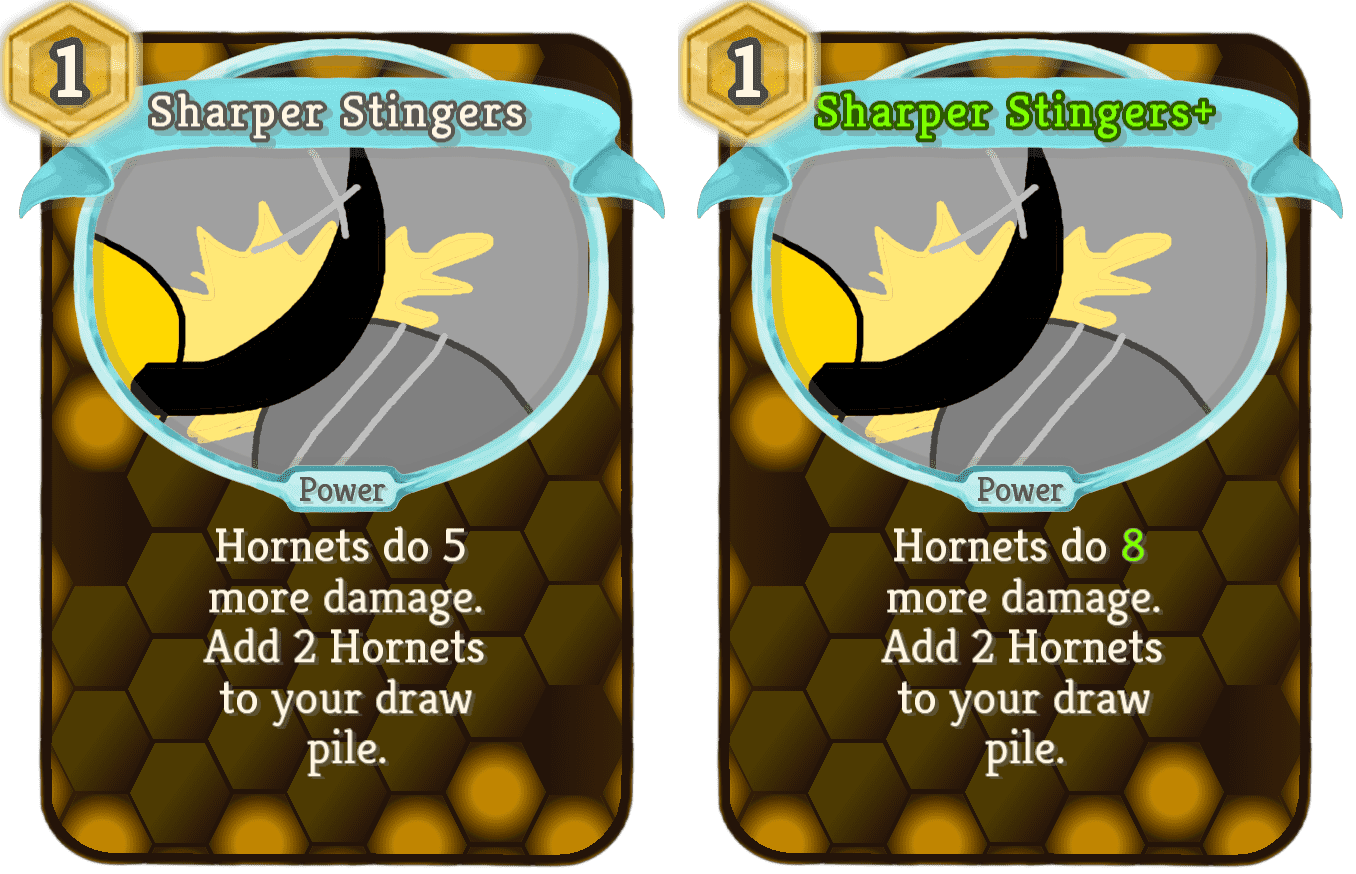 1
Sharper Stingers
Power
Hornets do 5
more damage.
Add 2 Hornets
to your draw
pile.
1
Sharper Stingers+
Power
Hornets do 8
more damage.
Add 2 Hornets
to your draw
pile.